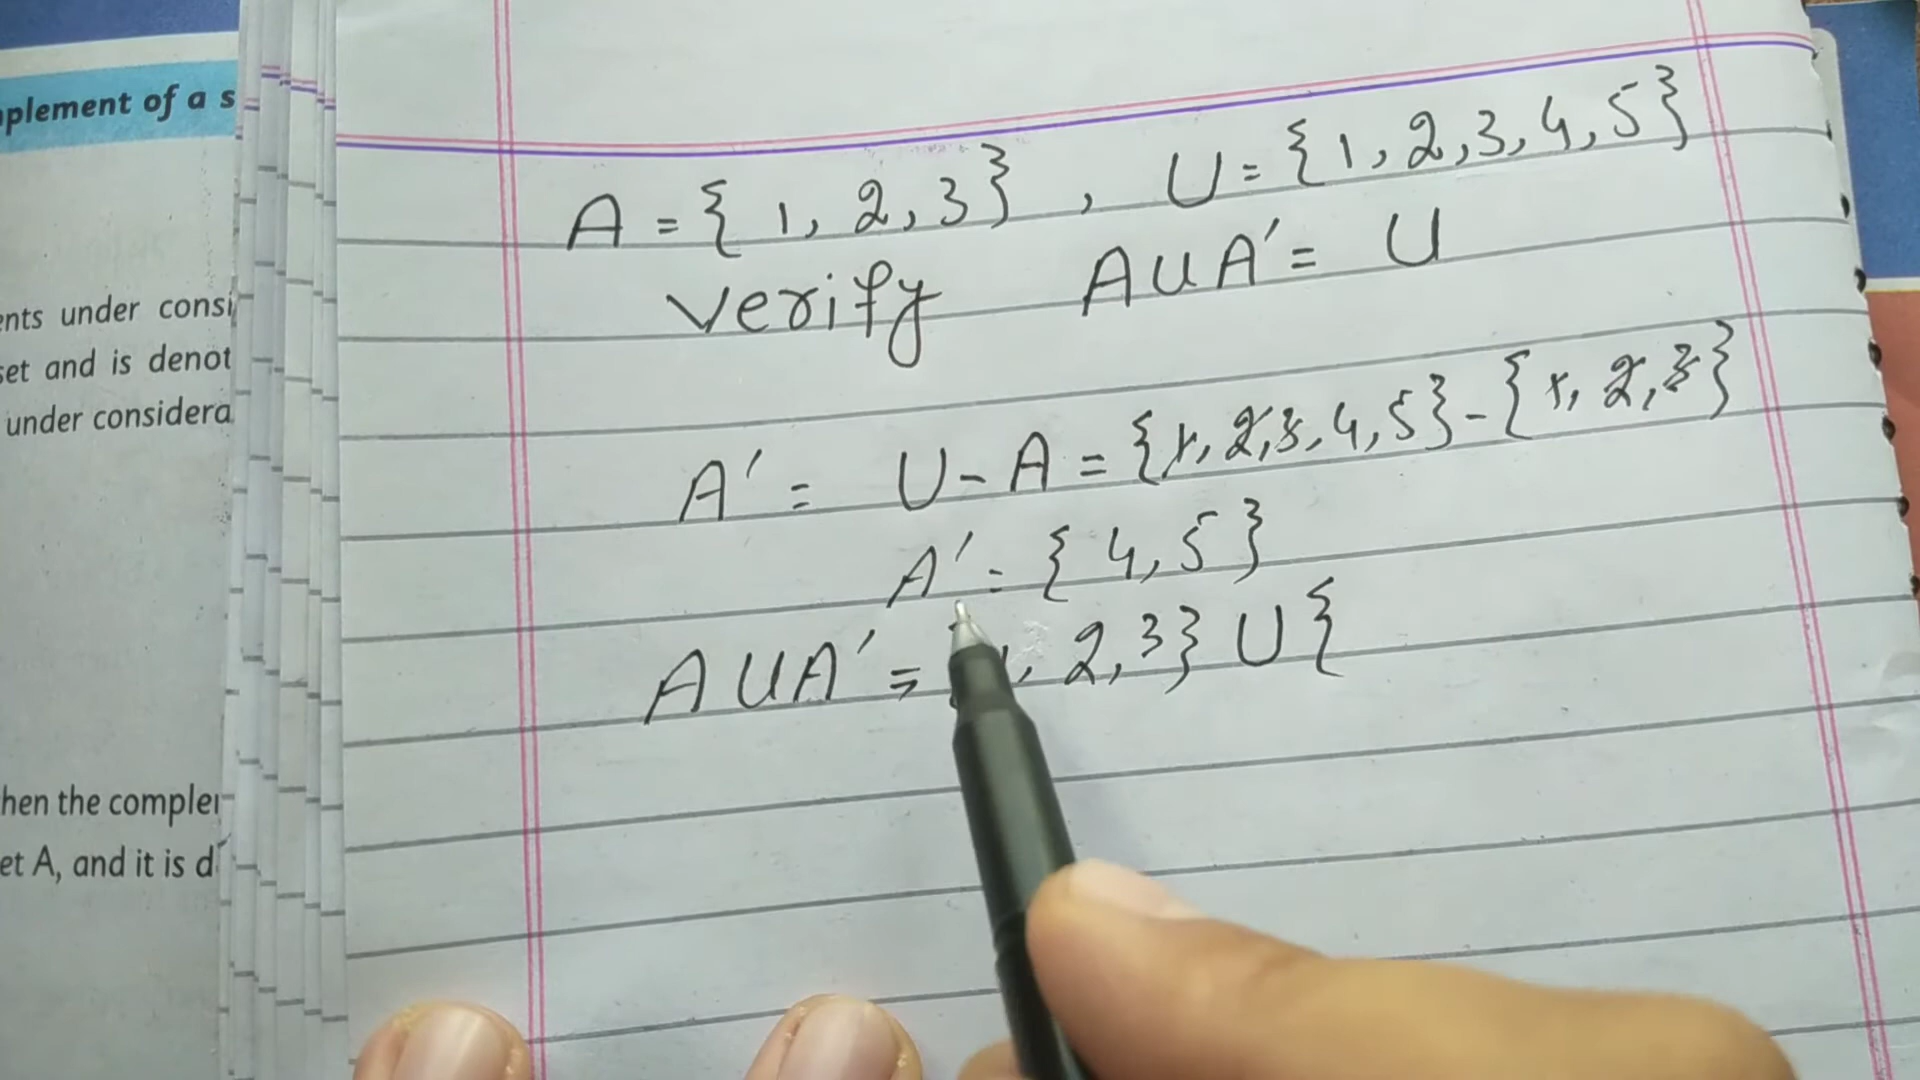 plement of a s
ents under consi
set and is denot
under considera
hen the complei
et A, and it is d
A = { 1, 2, 3} , U = {1, 2, 3, 4, 5}
Verify A U A' = U
A' = U - A = {1, 2, 3, 4, 5} - {1, 2, 3}
A' = { 4, 5 }
A U A' = , 2, 3} U {